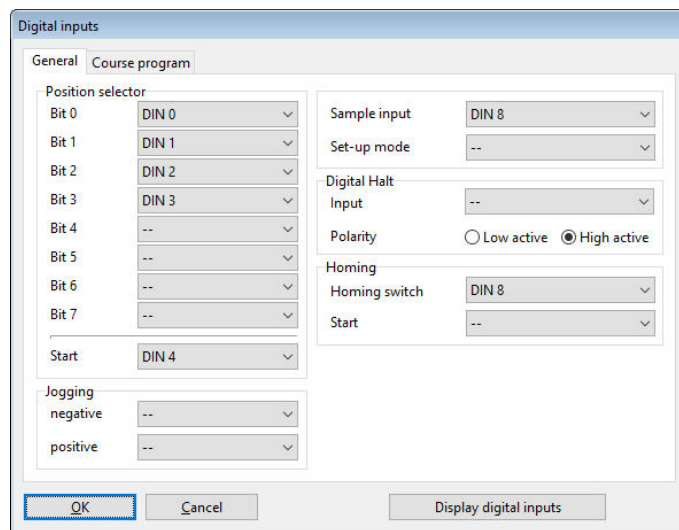 Digital inputs
General
Course program
Position selector
Bit 0
DIN 0
Bit 1
DIN 1
Bit 2
DIN 2
Bit 3
DIN 3
Bit 4
--
Bit 5
--
Bit 6
--
Bit 7
--
Start
DIN 4
Jogging
negative
--
positive
--
Sample input
DIN 8
Set-up mode
--
Digital Halt
Input
--
Polarity
Low active
High active
Homing
Homing switch
DIN 8
Start
--
OK
Cancel
Display digital inputs